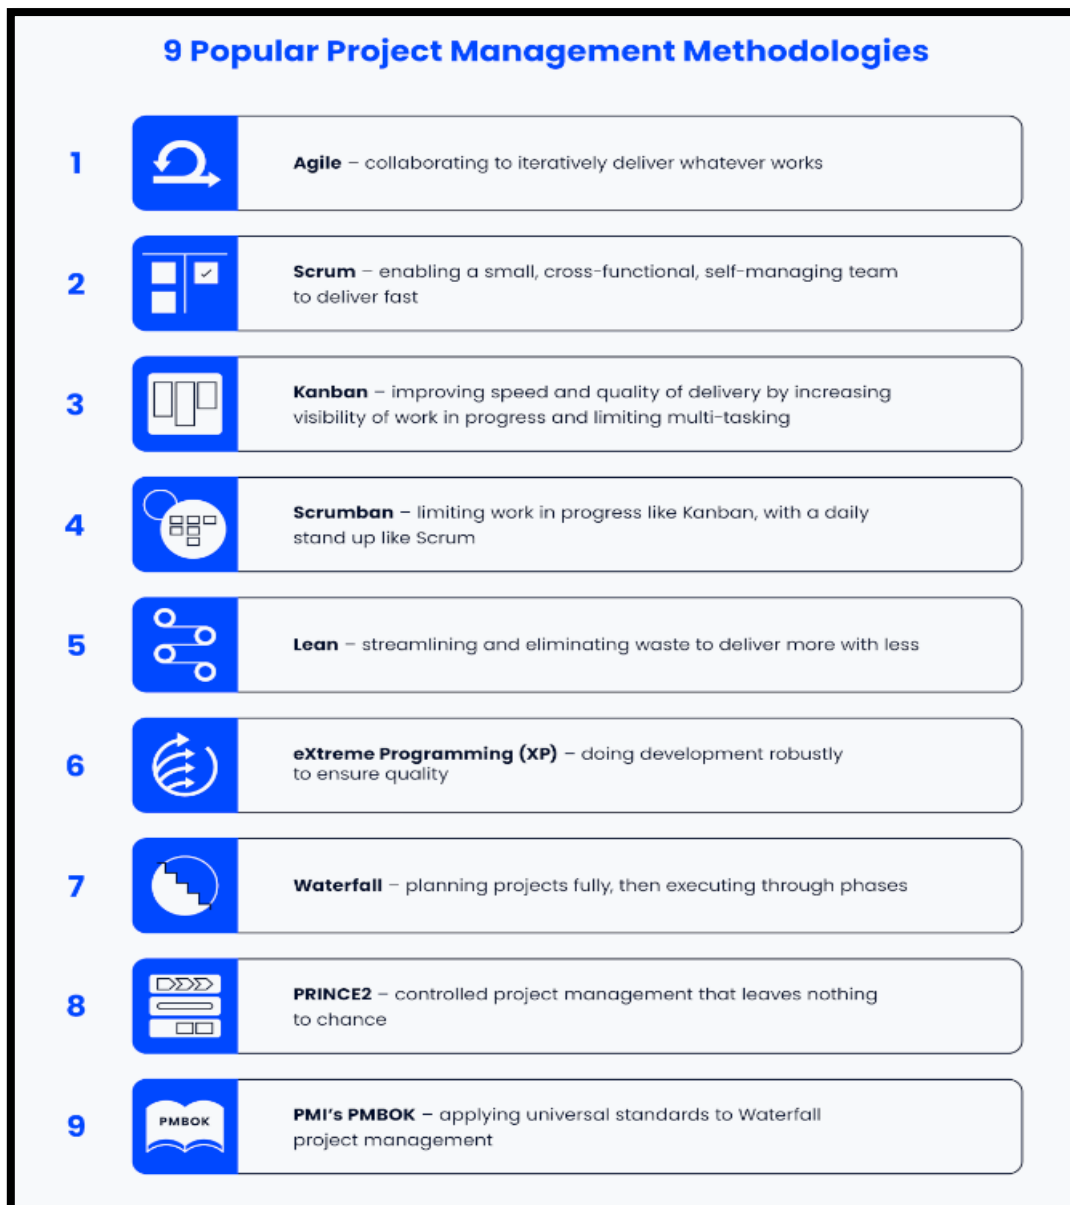 9 Popular Project Management Methodologies
1
Agile – collaborating to iteratively deliver whatever works
2
Scrum – enabling a small, cross-functional, self-managing team
to deliver fast
3
Kanban – improving speed and quality of delivery by increasing
visibility of work in progress and limiting multi-tasking
4
Scrumban – limiting work in progress like Kanban, with a daily
stand up like Scrum
5
Lean – streamlining and eliminating waste to deliver more with less
6
eXtreme Programming (XP) – doing development robustly
to ensure quality
7
Waterfall – planning projects fully, then executing through phases
8
PRINCE2 – controlled project management that leaves nothing
to chance
9
PMBOK
PMI's PMBOK – applying universal standards to Waterfall
project management